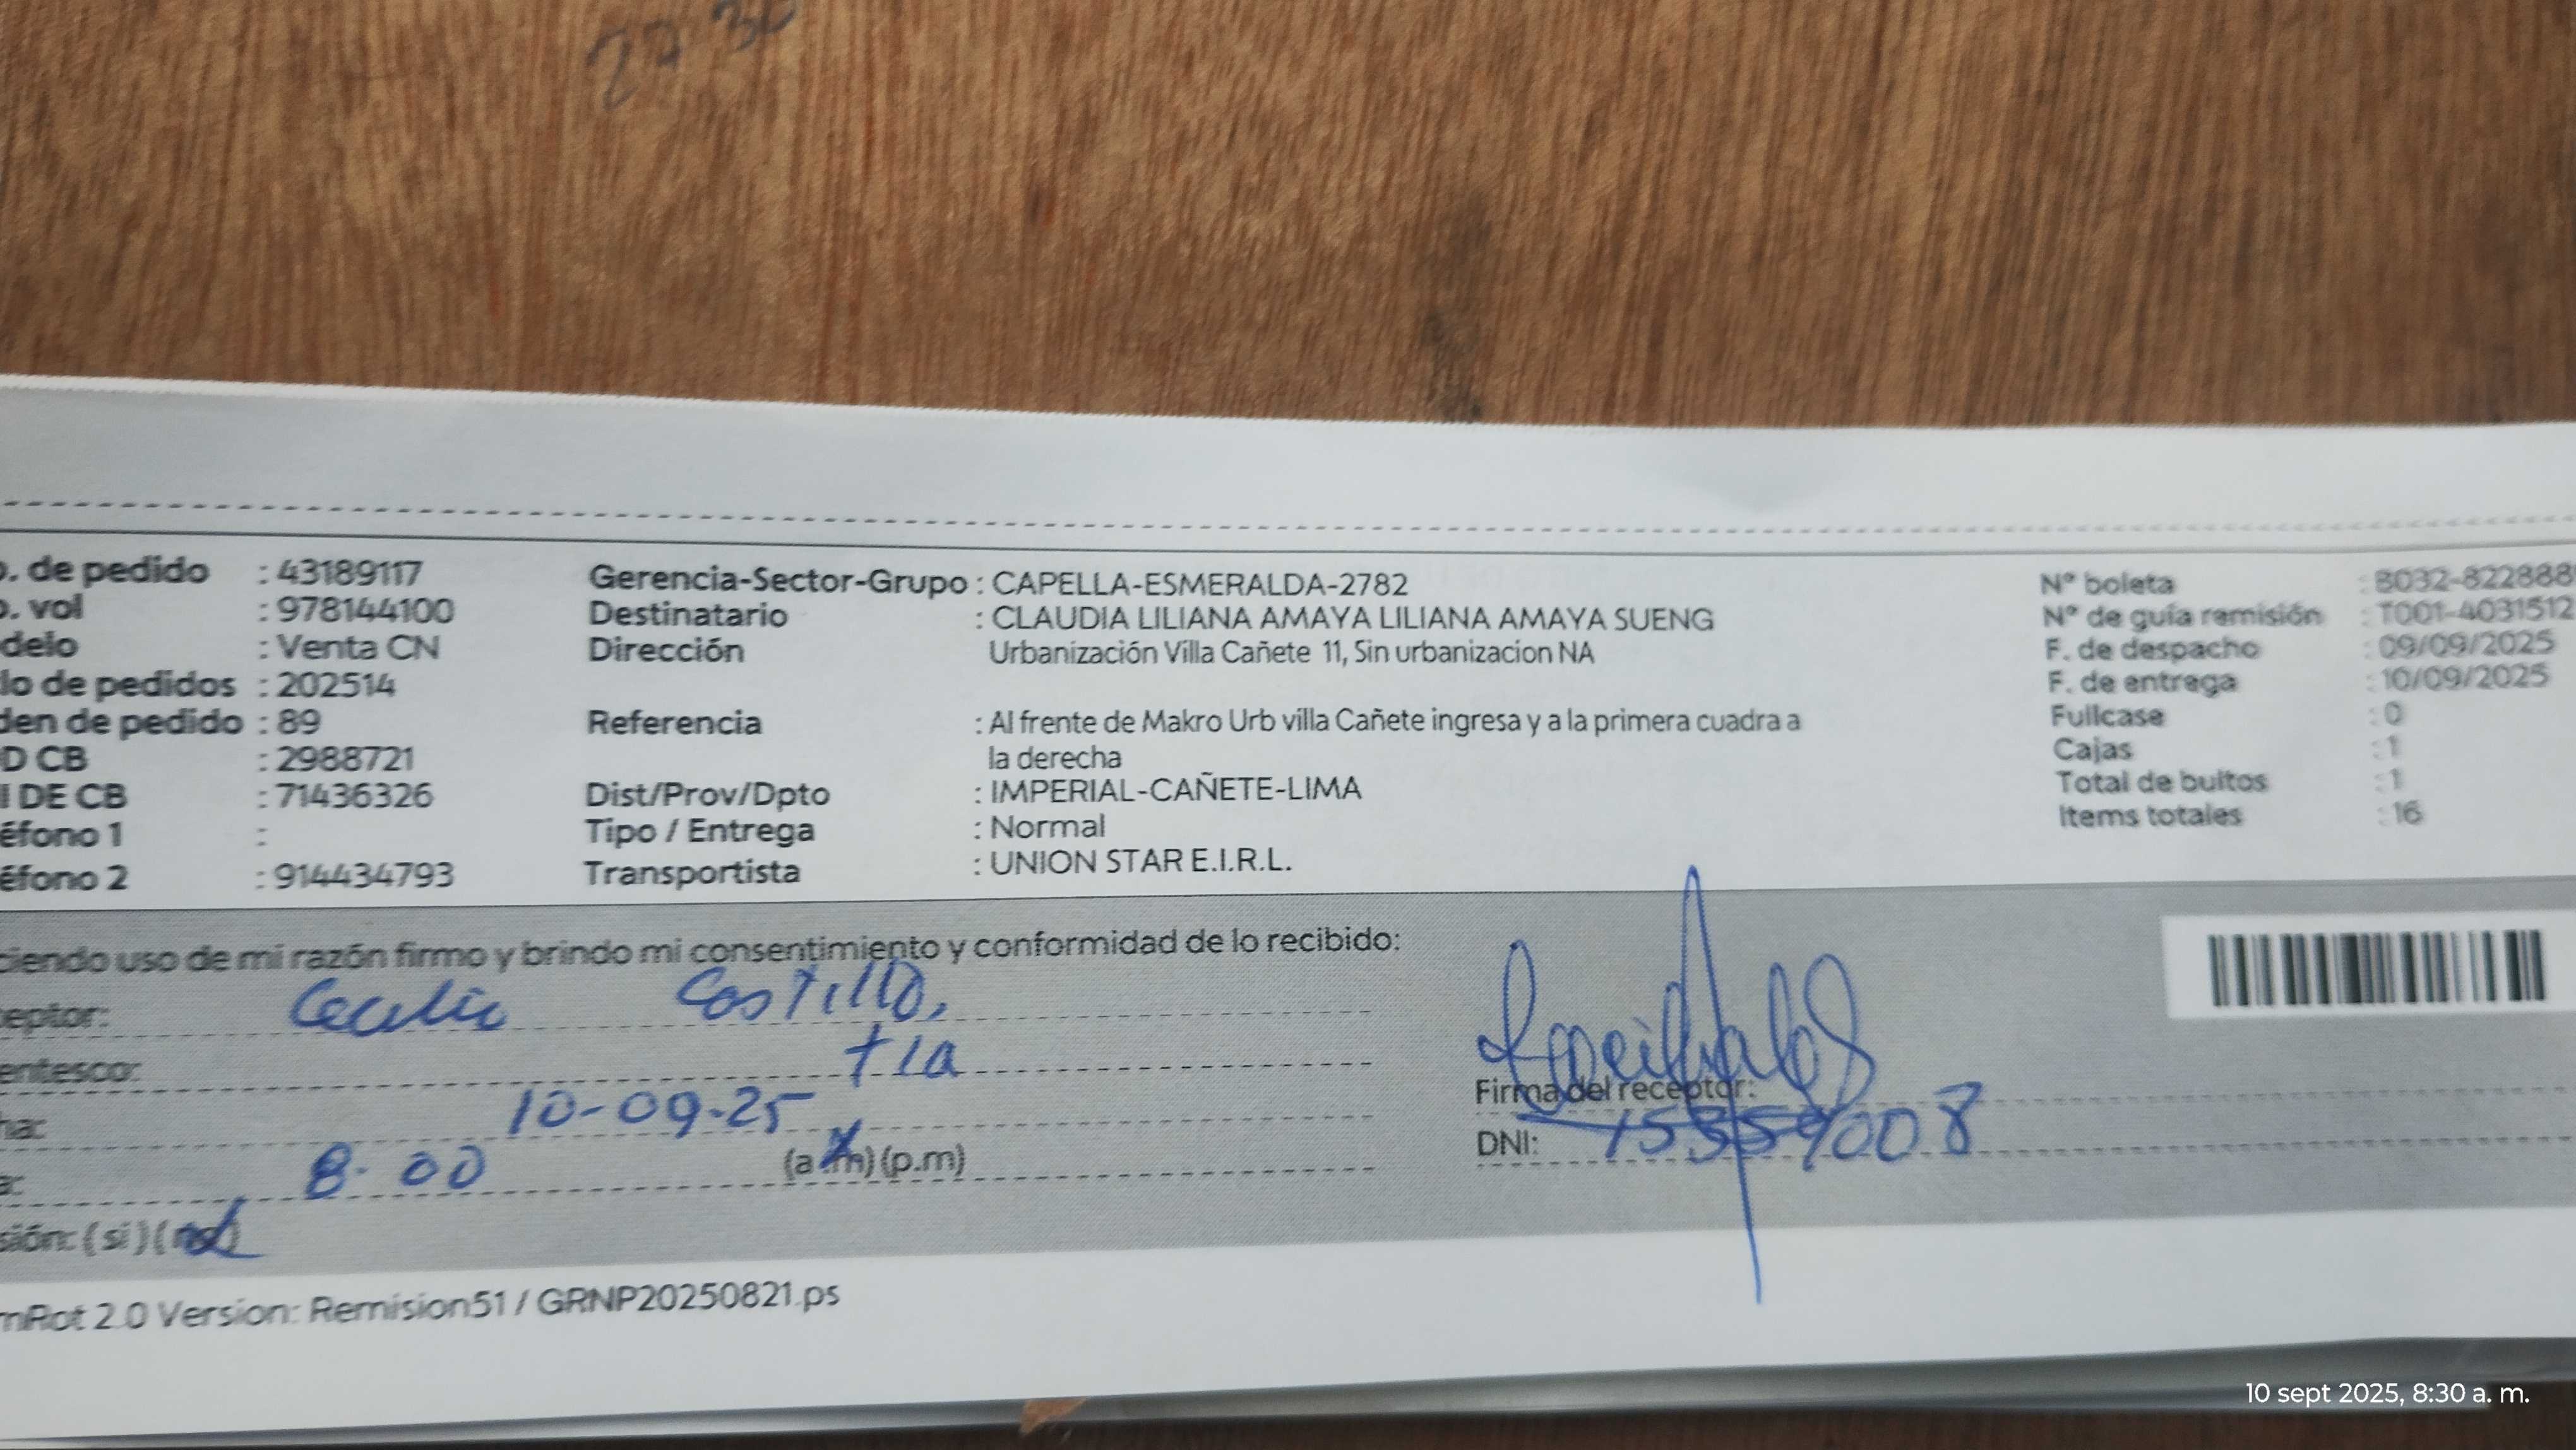 27 30
. de pedido : 43189117
. vol : 978144100
delo : Venta CN
lo de pedidos : 202514
den de pedido : 89
D CB : 2988721
I DE CB : 71436326
éfono 1 :
éfono 2 : 914434793
Gerencia-Sector-Grupo : CAPELLA-ESMERALDA-2782
Destinatario : CLAUDIA LILIANA AMAYA LILIANA AMAYA SUENG
Dirección Urbanización Villa Cañete 11, Sin urbanizacion NA
Referencia : Al frente de Makro Urb villa Cañete ingresa y a la primera cuadra a
la derecha
Dist/Prov/Dpto : IMPERIAL-CAÑETE-LIMA
Tipo / Entrega : Normal
Transportista : UNION STAR E.I.R.L.
N° boleta : B032-822888
N° de guía remisión : T001-4031512
F. de despacho : 09/09/2025
F. de entrega : 10/09/2025
Fullcase : 0
Cajas : 1
Total de bultos : 1
Items totales : 16
ciendo uso de mi razón firmo y brindo mi consentimiento y conformidad de lo recibido:
eptor: Cecilia Castillo,
entesco: tia
ha: 10-09-25
a: 8:00 (a.m) (p.m)
sión: (si) (no)
Firma del receptor:
DNI: 15359008
mRot 2.0 Version: Remision51 / GRNP20250821.ps
10 sept 2025, 8:30 a. m.